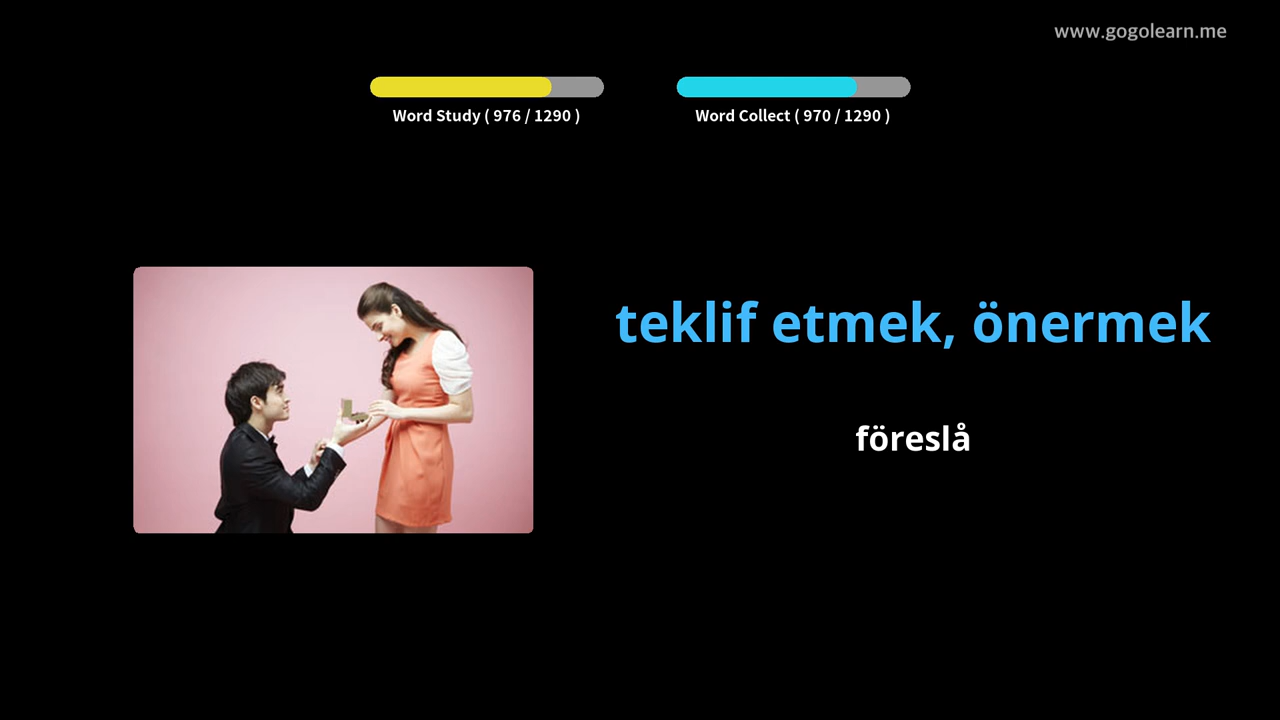 www.gogolearn.me
Word Study ( 976 / 1290 )
Word Collect ( 970 / 1290 )
teklif etmek, önermek
föreslå